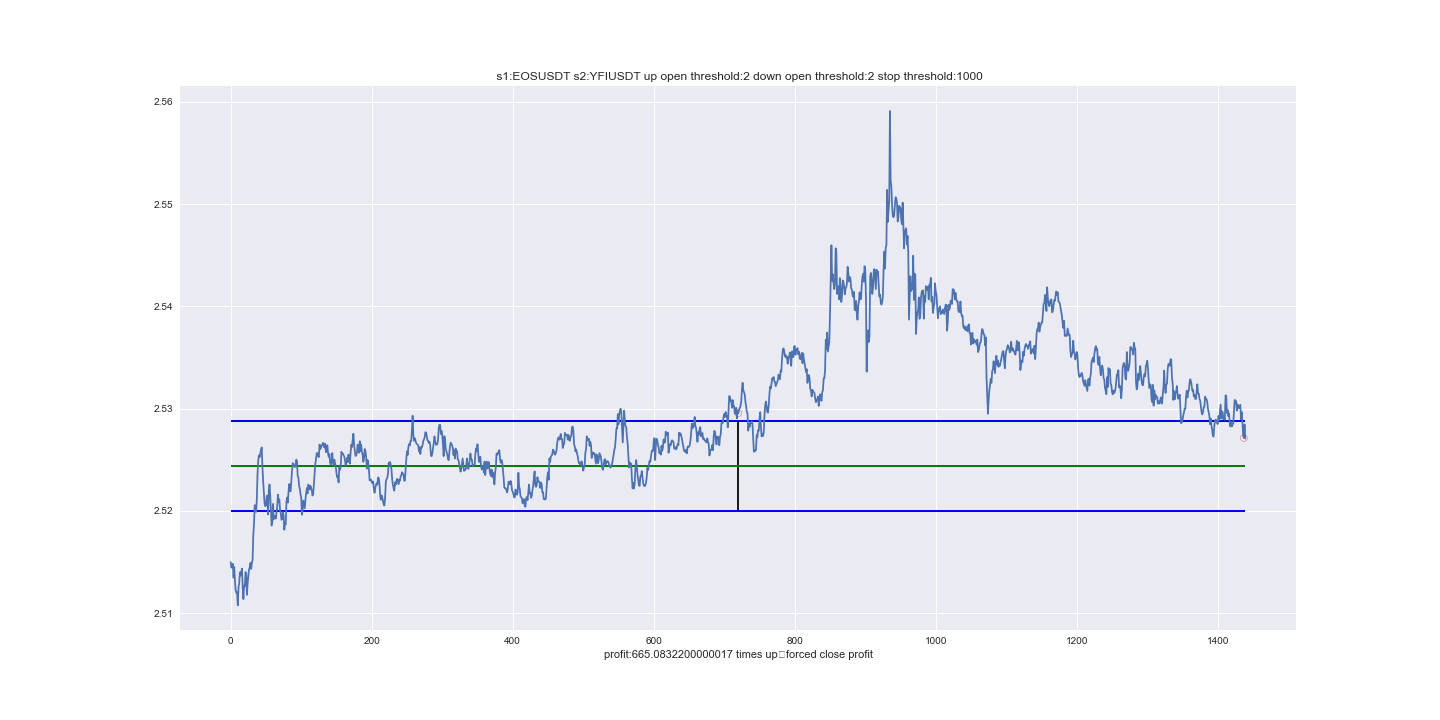 s1:EOSUSDT s2:YFIUSDT up open threshold:2 down open threshold:2 stop threshold:1000
2.56
2.55
2.54
2.53
2.52
2.51
0 200 400 600 800 1000 1200 1400
profit:665.0832200000017 times up□forced close profit